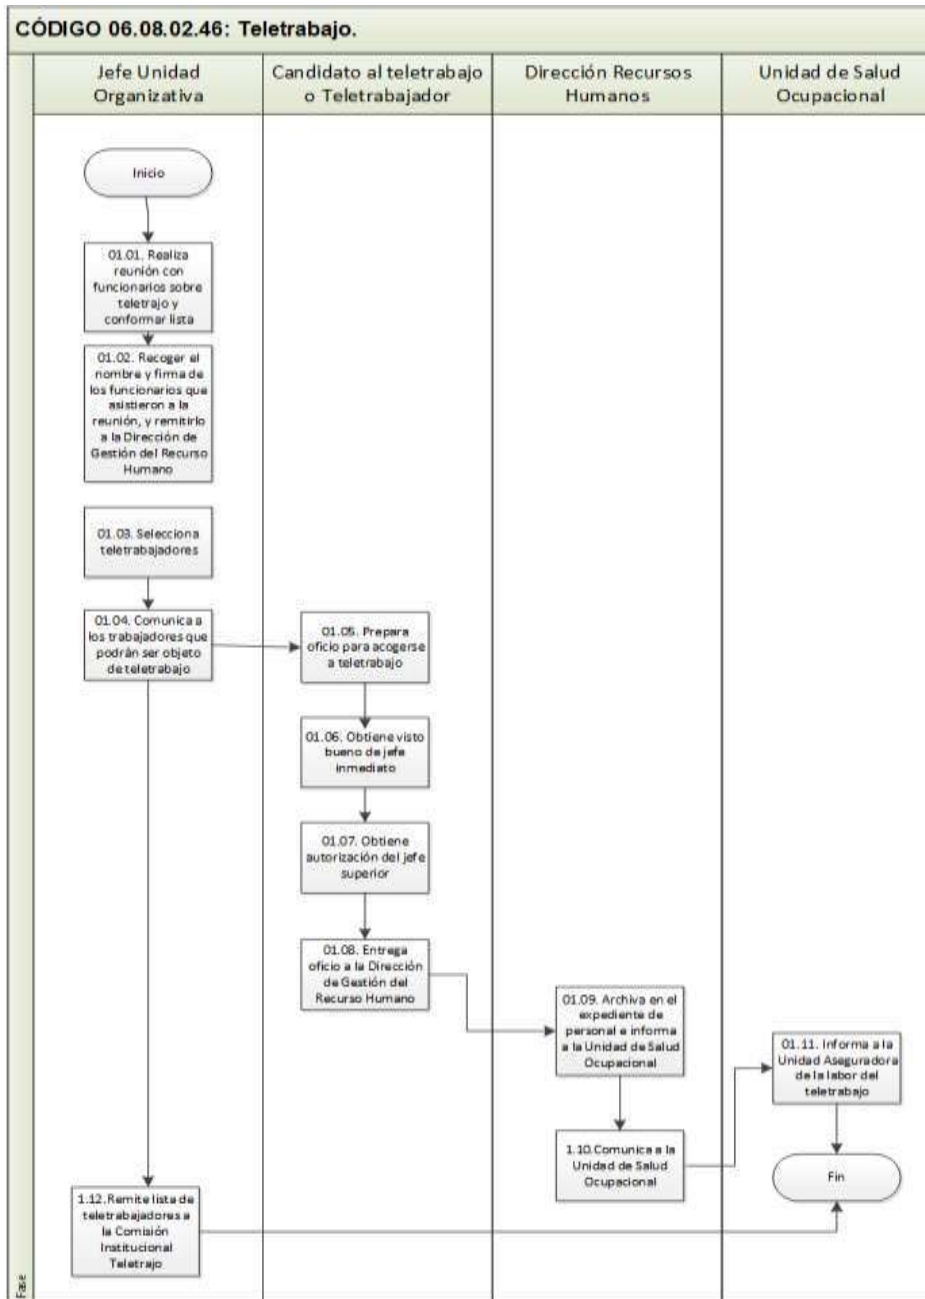 CÓDIGO 06.08.02.46: Teletrabajo.
Jefe Unidad
Organizativa
Candidato al teletrabajo
o Teletrabajador
Dirección Recursos
Humanos
Unidad de Salud
Ocupacional
Inicio
01.01. Realiza
reunión con
funcionarios sobre
teletrajo y
conformar lista
01.02. Recoger el
nombre y firma de
los funcionarios que
asistieron a la
reunión, y remitirlo
a la Dirección de
Gestión del Recurso
Humano
01.03. Selecciona
teletrabajadores
01.04. Comunica a
los trabajadores que
podrán ser objeto
de teletrabajo
01.05. Prepara
oficio para acogerse
a teletrabajo
01.06. Obtiene visto
bueno de jefe
inmediato
01.07. Obtiene
autorización del jefe
superior
01.08. Entrega
oficio a la Dirección
de Gestión del
Recurso Humano
01.09. Archiva en el
expediente de
personal e informa
a la Unidad de Salud
Ocupacional
1.10.Comunica a la
Unidad de Salud
Ocupacional
01.11. Informa a la
Unidad Aseguradora
de la labor del
teletrabajo
Fin
1.12.Remite lista de
teletrabajadores a
la Comisión
Institucional
Teletrajo
Fase